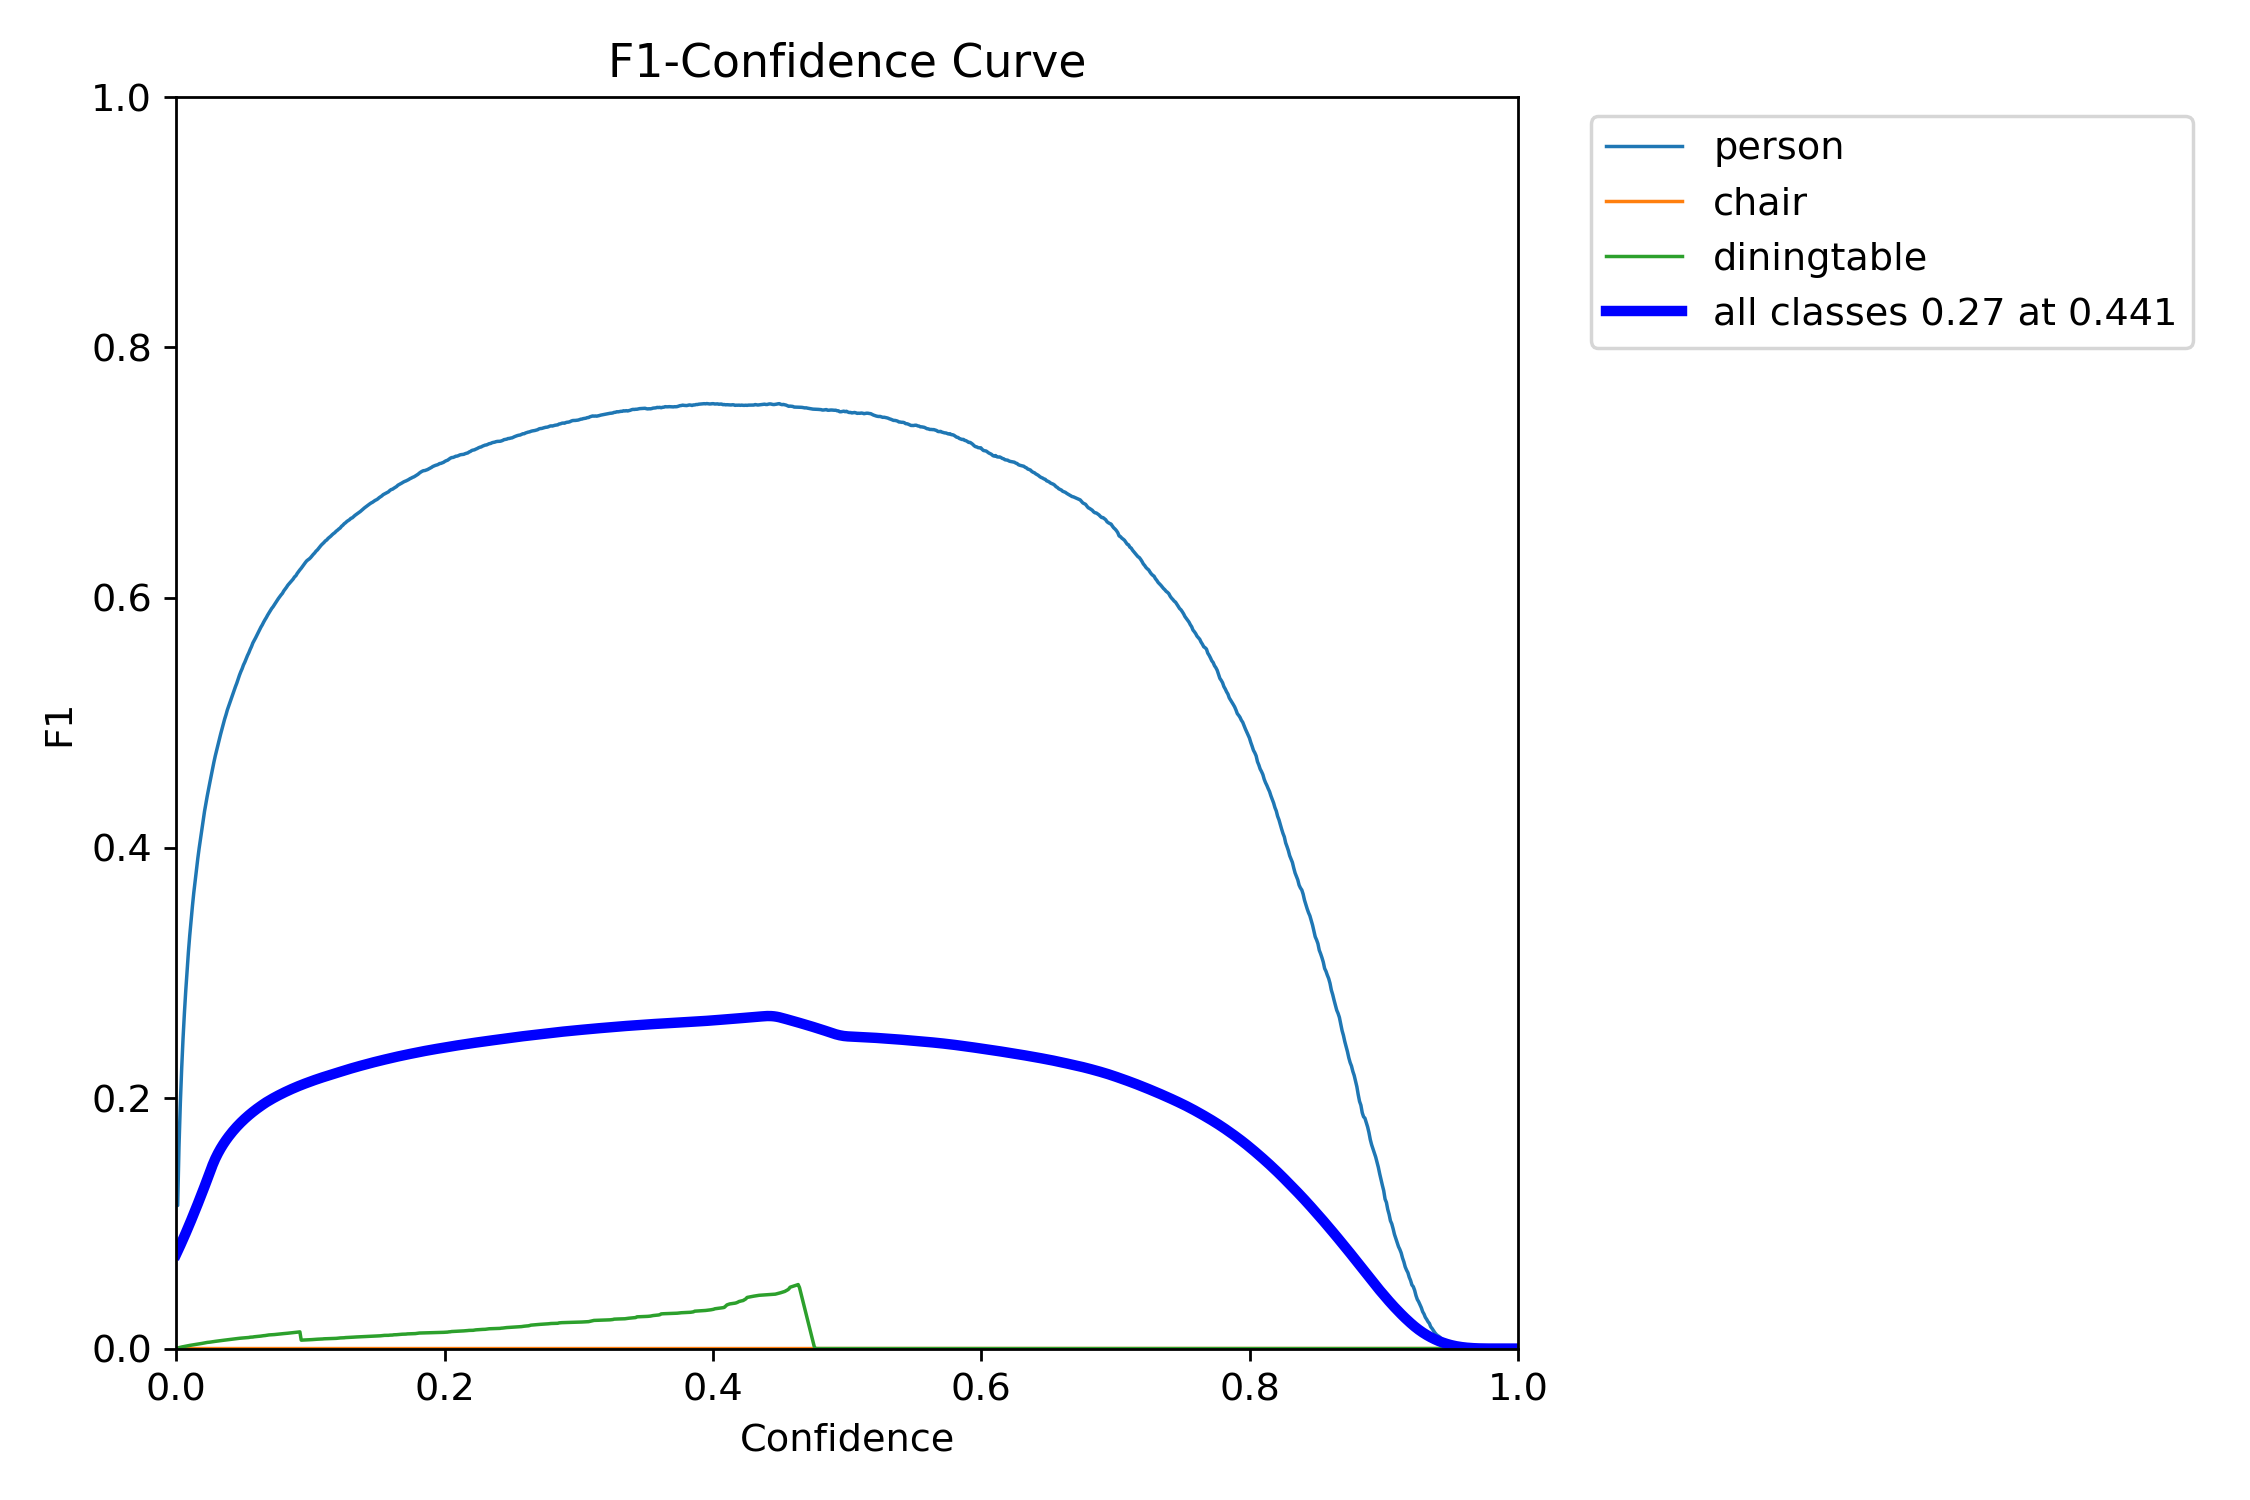 F1-Confidence Curve
1.0
0.8
0.6
0.4
0.2
0.0
F1
0.0 0.2 0.4 0.6 0.8 1.0
Confidence
person
chair
diningtable
all classes 0.27 at 0.441